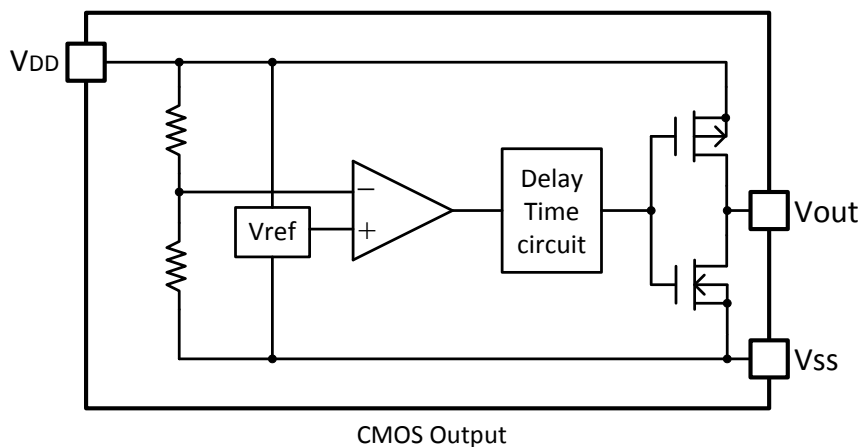 VDD
−
Vref
+
Delay
Time
circuit
Vout
Vss
CMOS Output